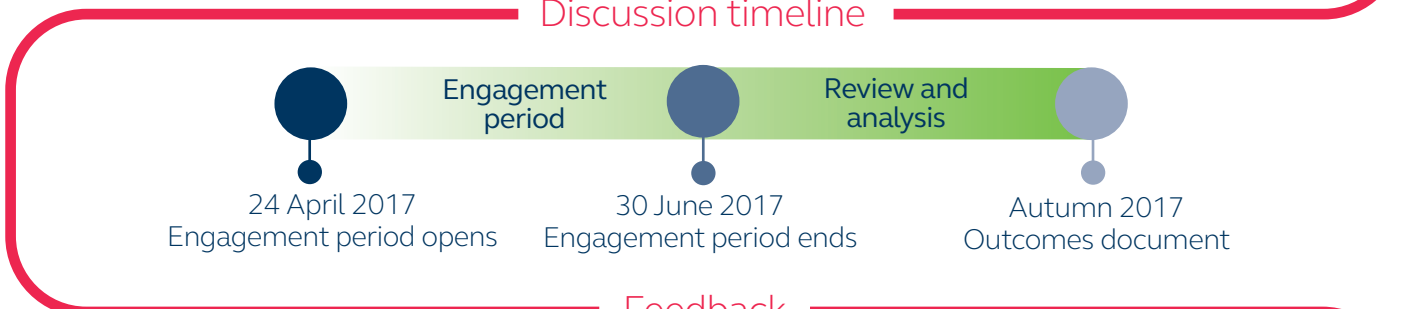 Discussion timeline
Engagement
period
Review and
analysis
24 April 2017
Engagement period opens
30 June 2017
Engagement period ends
Autumn 2017
Outcomes document
Feedback